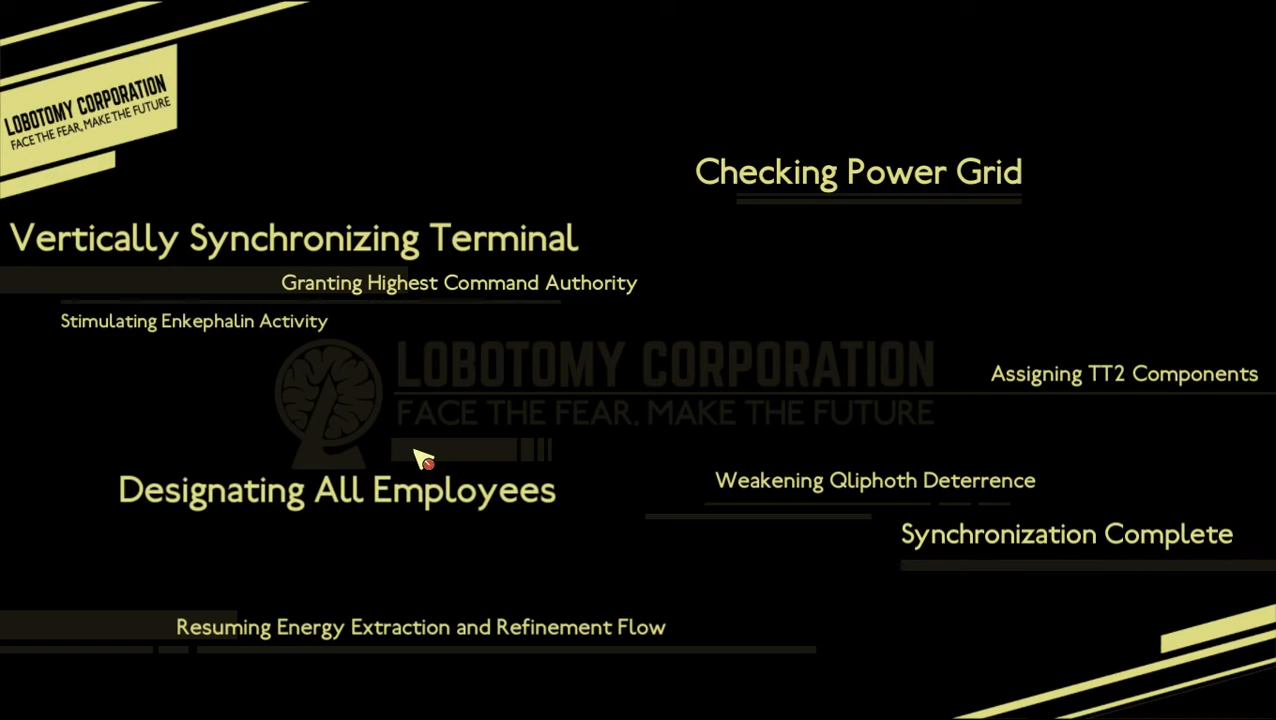 LOBOTOMY CORPORATION
FACE THE FEAR, MAKE THE FUTURE
Checking Power Grid
Vertically Synchronizing Terminal
Granting Highest Command Authority
Stimulating Enkephalin Activity
LOBOTOMY CORPORATION
FACE THE FEAR, MAKE THE FUTURE
Assigning TT2 Components
Designating All Employees
Weakening Qliphoth Deterrence
Synchronization Complete
Resuming Energy Extraction and Refinement Flow